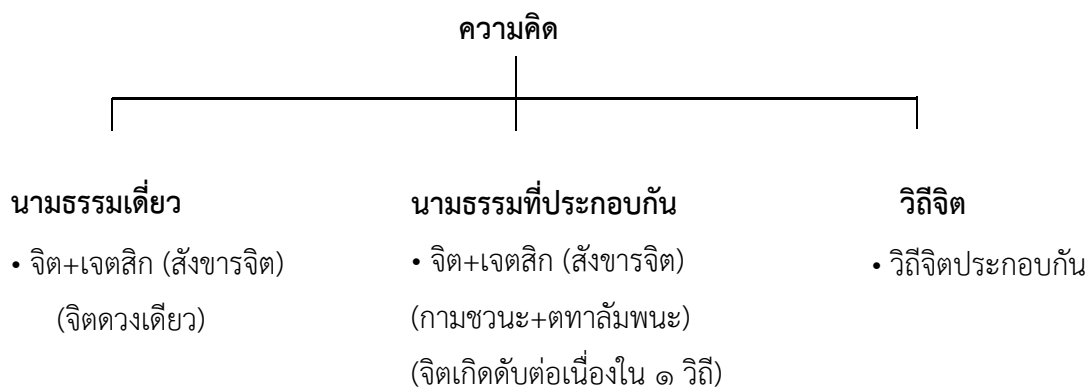 ความคิด
นามธรรมเดี่ยว
• จิต+เจตสิก (สังขารจิต)
(จิตดวงเดียว)
นามธรรมที่ประกอบกัน
• จิต+เจตสิก (สังขารจิต)
(กามชวนะ+ตทาลัมพนะ)
(จิตเกิดดับต่อเนื่องใน ๑ วิถี)
วิถีจิต
• วิถีจิตประกอบกัน